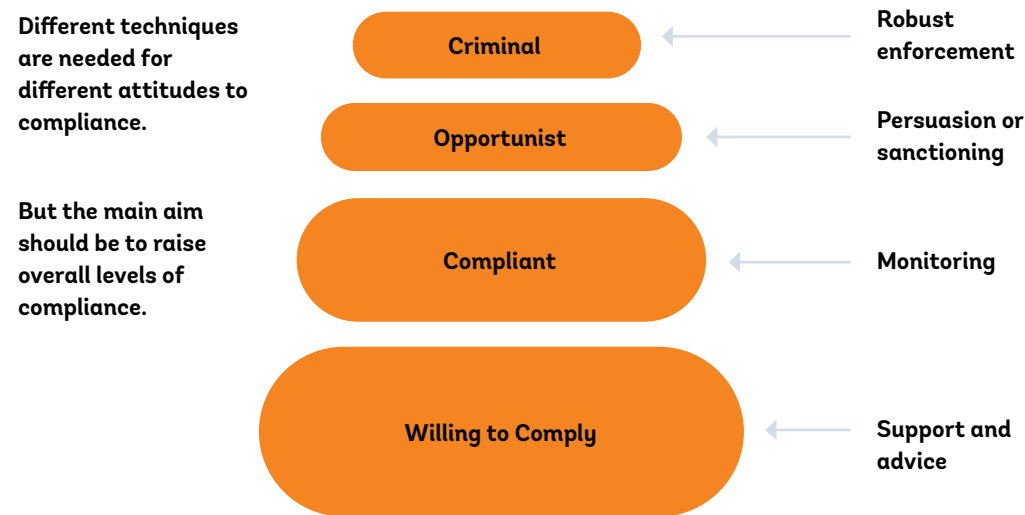 Different techniques
are needed for
different attitudes to
compliance.
But the main aim
should be to raise
overall levels of
compliance.
Criminal
Opportunist
Compliant
Willing to Comply
Robust
enforcement
Persuasion or
sanctioning
Monitoring
Support and
advice